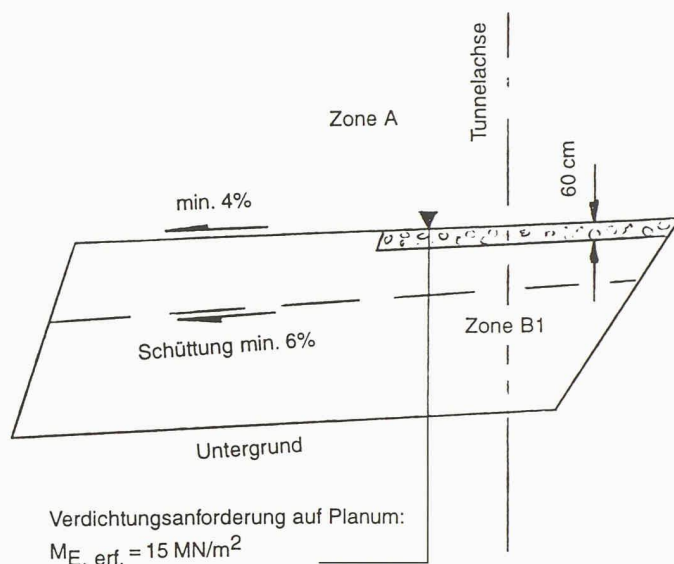 Zone A
Tunnelachse
60 cm
min. 4%
Zone B1
Schüttung min. 6%
Untergrund
Verdichtungsanforderung auf Planum:
ME, erf. = 15 MN/m²